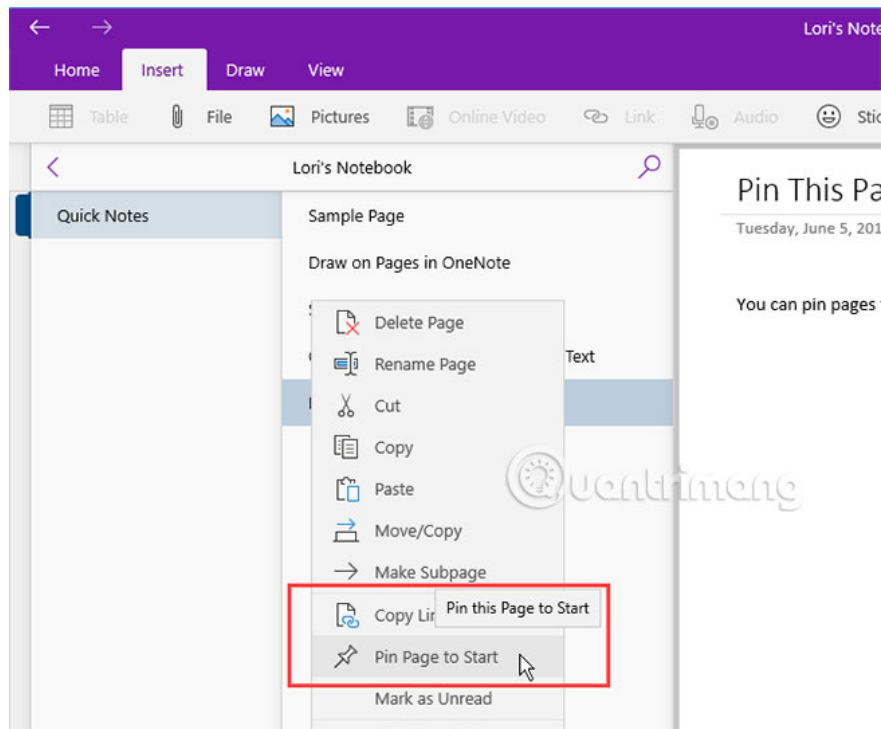 Lori's Note
Home Insert Draw View
Table File Pictures Online Video Link Audio Stic
Lori's Notebook
Quick Notes
Sample Page
Draw on Pages in OneNote
Text
Delete Page
Rename Page
Cut
Copy
Paste
Move/Copy
Make Subpage
Copy Lin
Pin this Page to Start
Pin Page to Start
Mark as Unread
Pin This Pa
Tuesday, June 5, 201
You can pin pages
Quantrimang